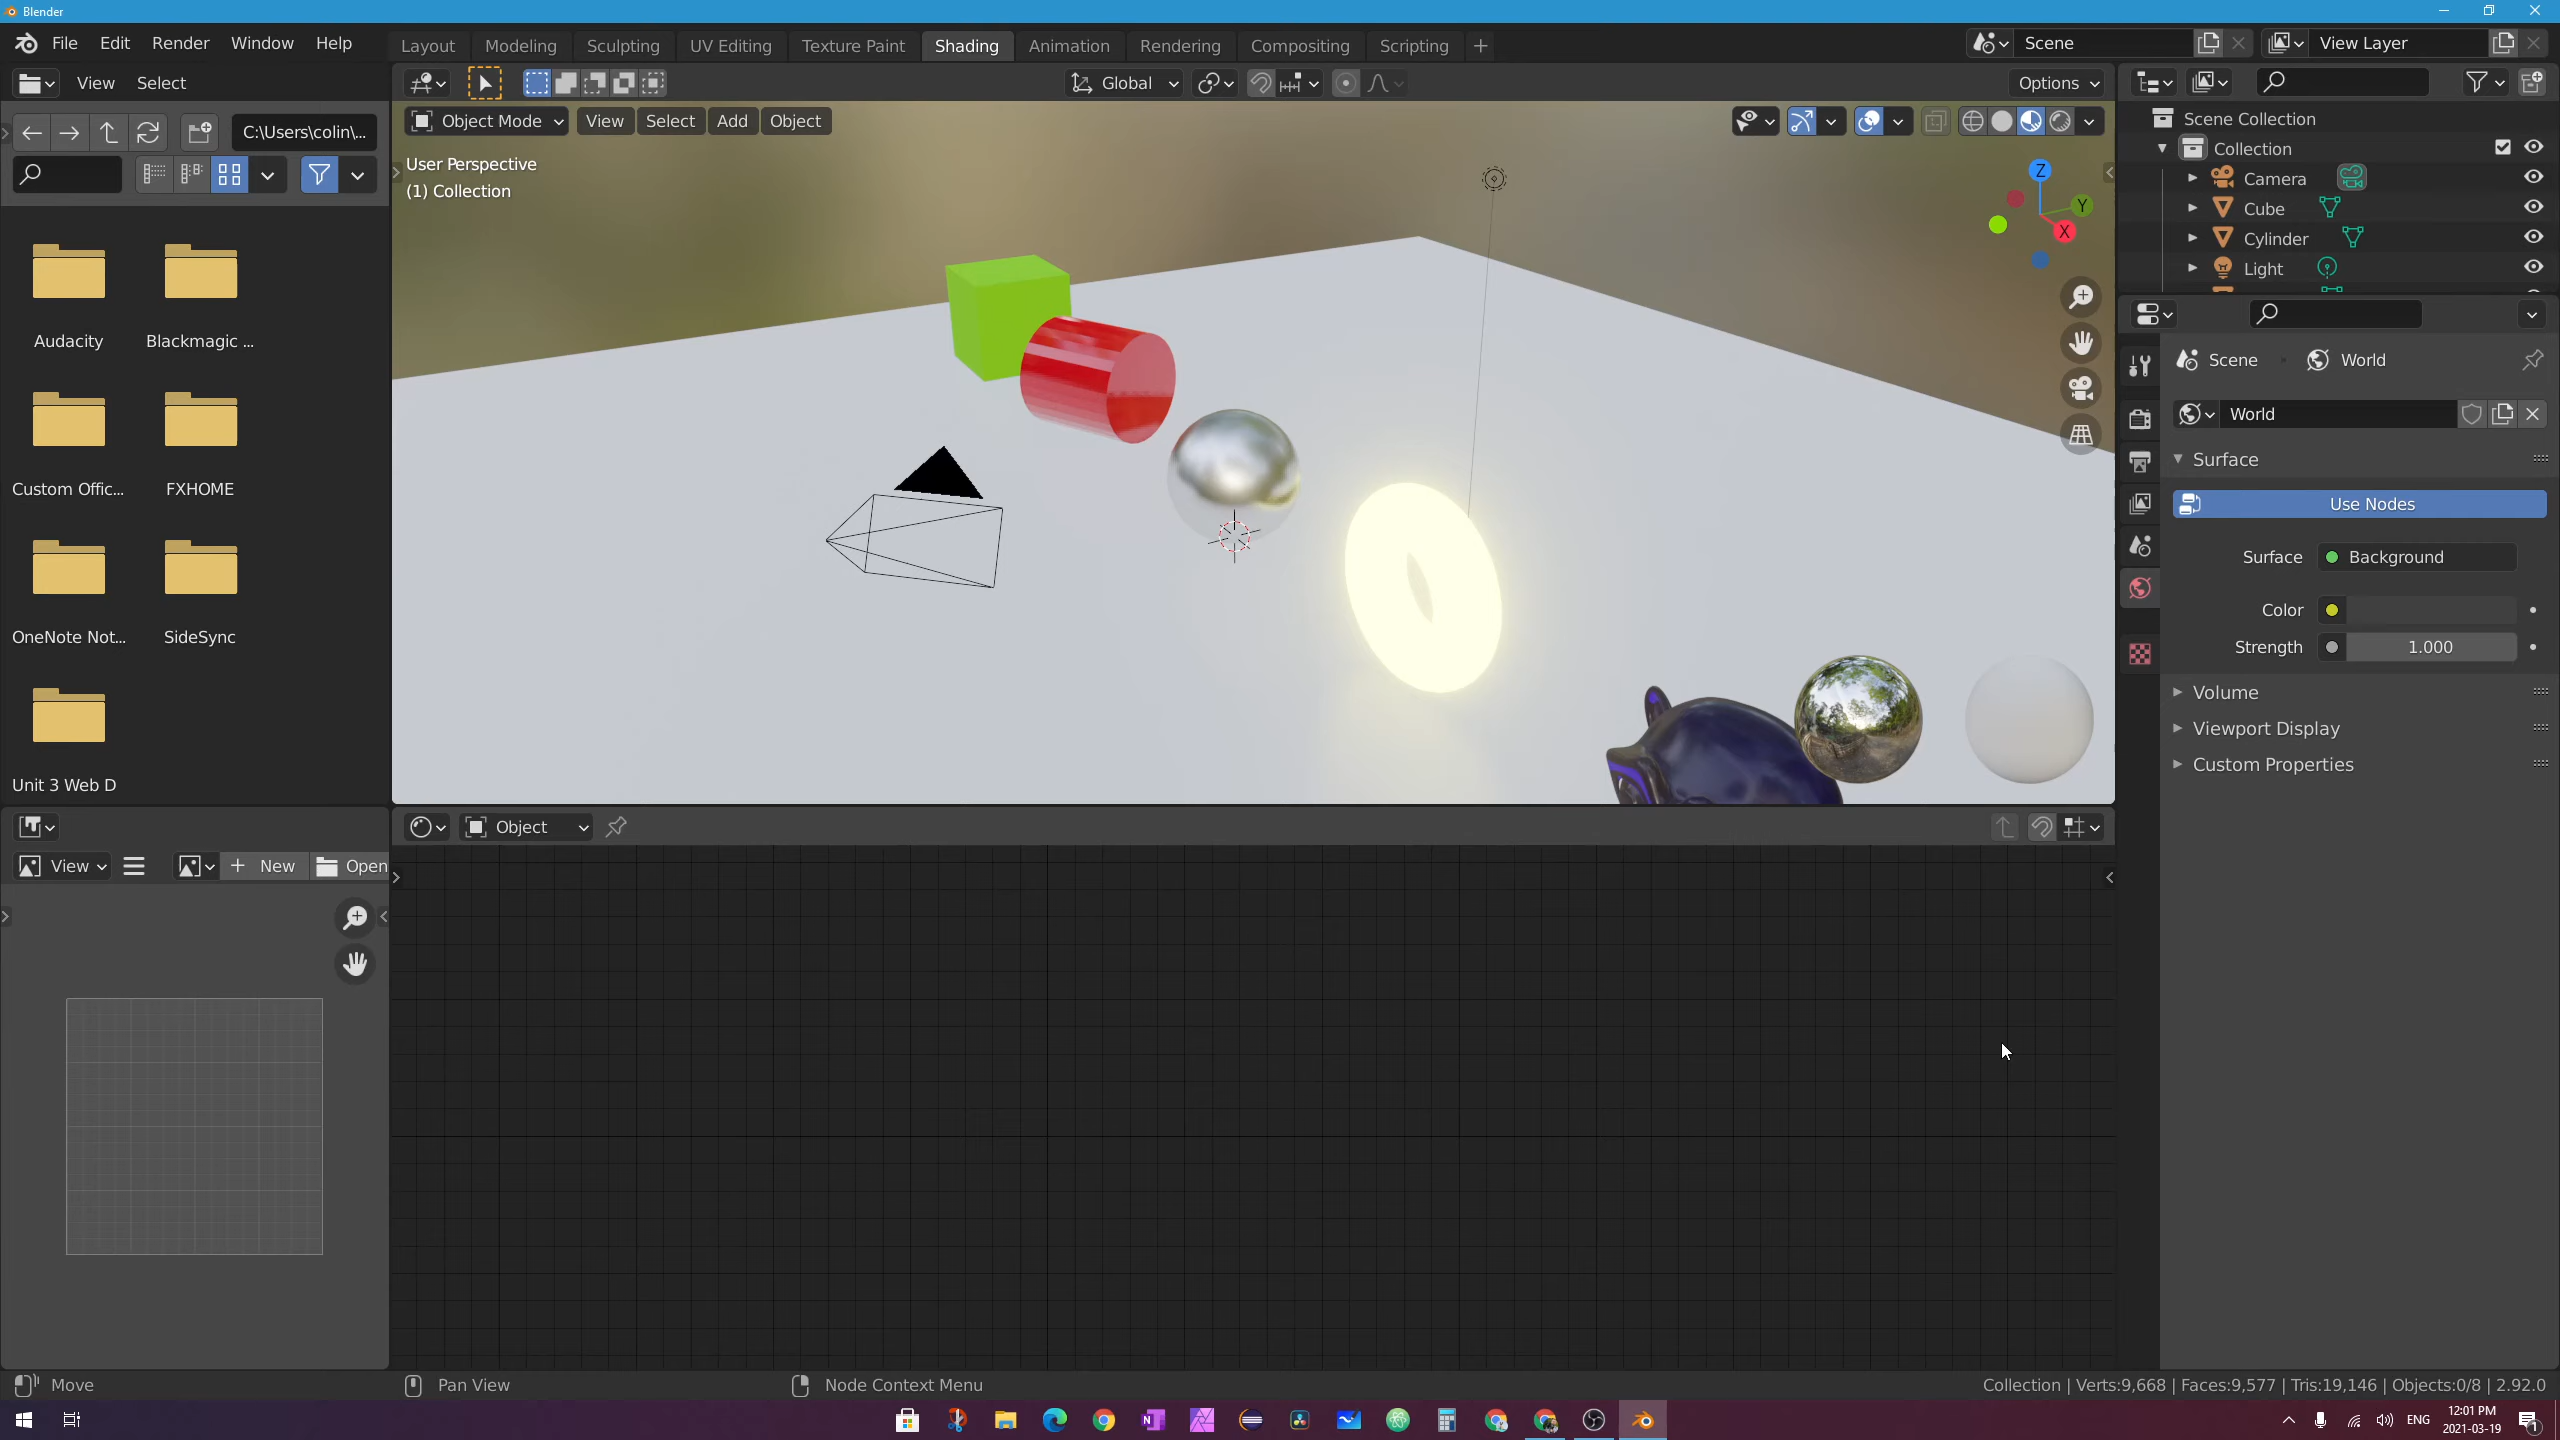 Blender
File Edit Render Window Help
Layout Modeling Sculpting UV Editing Texture Paint Shading Animation Rendering Compositing Scripting
Scene
View Layer
View Select
Global
Options
C:\Users\colin\...
Object Mode View Select Add Object
User Perspective
(1) Collection
Z
Y
X
Audacity Blackmagic ...
Custom Offic... FXHOME
OneNote Not... SideSync
Unit 3 Web D
Scene Collection
Collection
Camera
Cube
Cylinder
Light
Scene World
World
Surface
Use Nodes
Surface Background
Color
Strength 1.000
Volume
Viewport Display
Custom Properties
View New Open
Object
Move Pan View Node Context Menu
Collection | Verts:9,668 | Faces:9,577 | Tris:19,146 | Objects:0/8 | 2.92.0
ENG
12:01 PM
2021-03-19
1